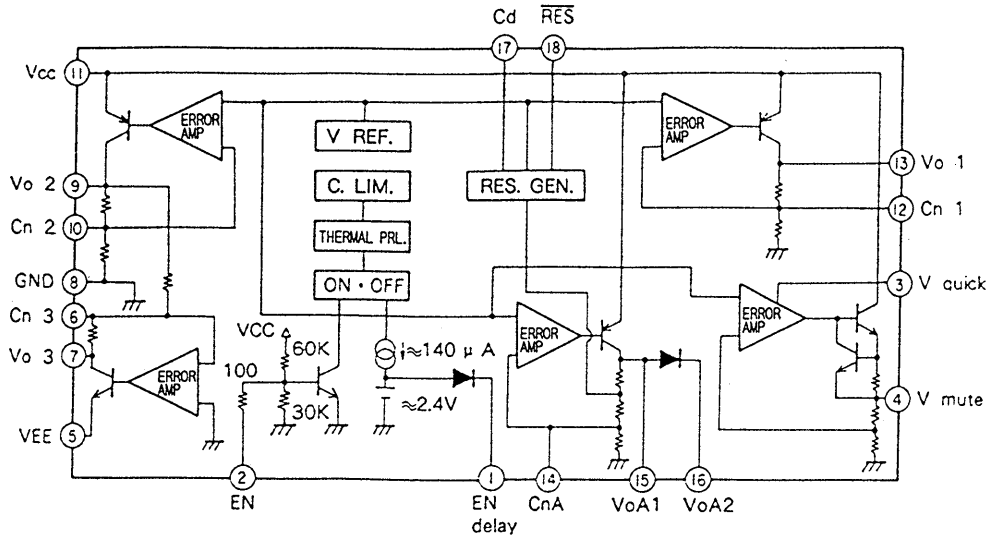 Cd R̅E̅S̅
17 18
Vcc 11
ERROR AMP
V REF.
ERROR AMP
13 Vo 1
Vo 2 9
C. LIM.
RES. GEN.
12 Cn 1
Cn 2 10
THERMAL PRL.
GND 8
ON · OFF
3 V quick
Cn 3 6
VCC
60K
≈140 μ A
ERROR AMP
ERROR AMP
Vo 3 7
100
ERROR AMP
30K
≈2.4V
4 V mute
VEE 5
2 1 14 15 16
EN EN delay CnA VoA1 VoA2